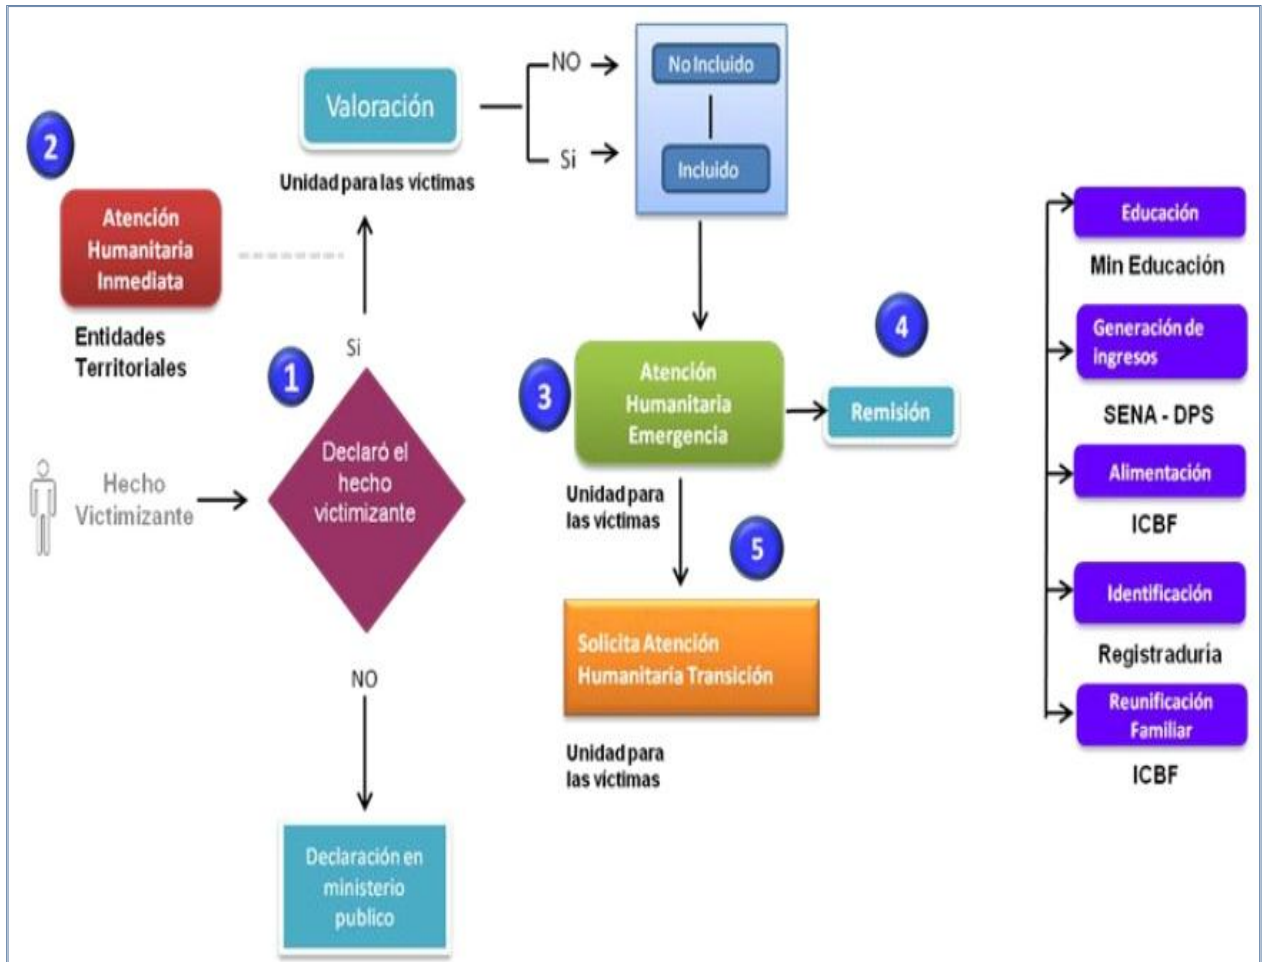 Valoración
Unidad para las víctimas
NO
Si
No Incluido
Incluido
2
Atención
Humanitaria
Inmediata
Entidades
Territoriales
Si
1
Declaró el
hecho
victimizante
Hecho
Victimizante
NO
Declaración en
ministerio
publico
3
Atención
Humanitaria
Emergencia
Unidad para
las víctimas
4
Remisión
5
Solicita Atención
Humanitaria Transición
Unidad para
las víctimas
Educación
Min Educación
Generación de
ingresos
SENA - DPS
Alimentación
ICBF
Identificación
Registraduria
Reunificación
Familiar
ICBF